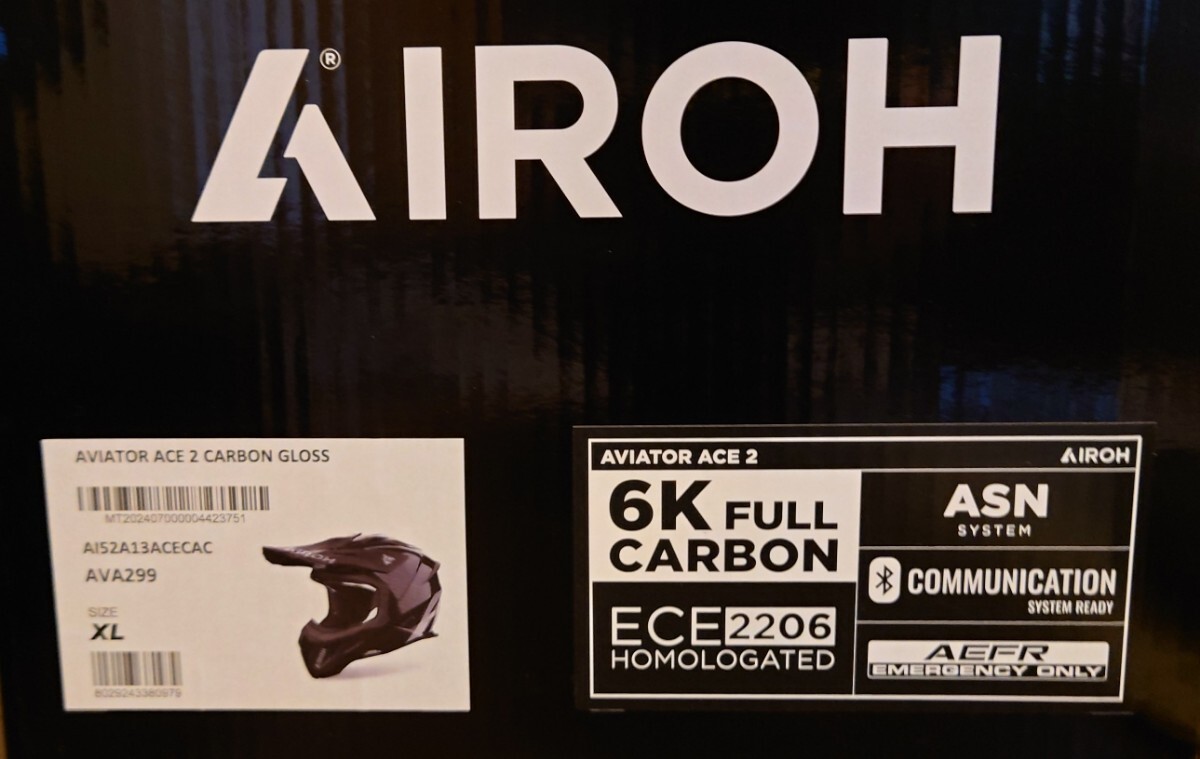 AIROH®
AVIATOR ACE 2 CARBON GLOSS
MT202407000004423751
AI52A13ACECAC
AVA299
SIZE
XL
8029243380979
AIROH
AVIATOR ACE 2
AIROH
6K FULL
CARBON
ECE 2206
HOMOLOGATED
ASN
SYSTEM
COMMUNICATION
SYSTEM READY
AEFR
EMERGENCY ONLY